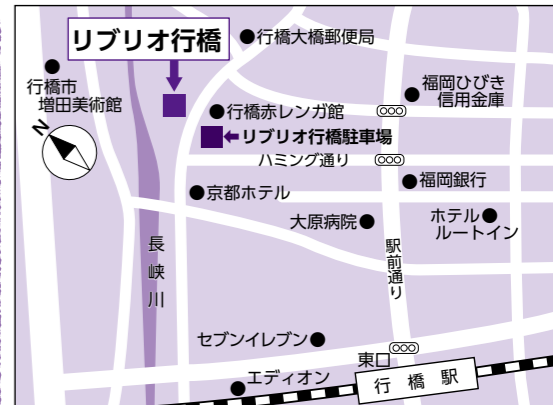 リブリオ行橋
行橋大橋郵便局
行橋市
増田美術館
福岡ひびき
信用金庫
行橋赤レンガ館
N
リブリオ行橋駐車場
ハミング通り
京都ホテル
福岡銀行
大原病院
ホテル
ルートイン
長峡川
駅前通り
セブンイレブン
東口
エディオン
行橋駅